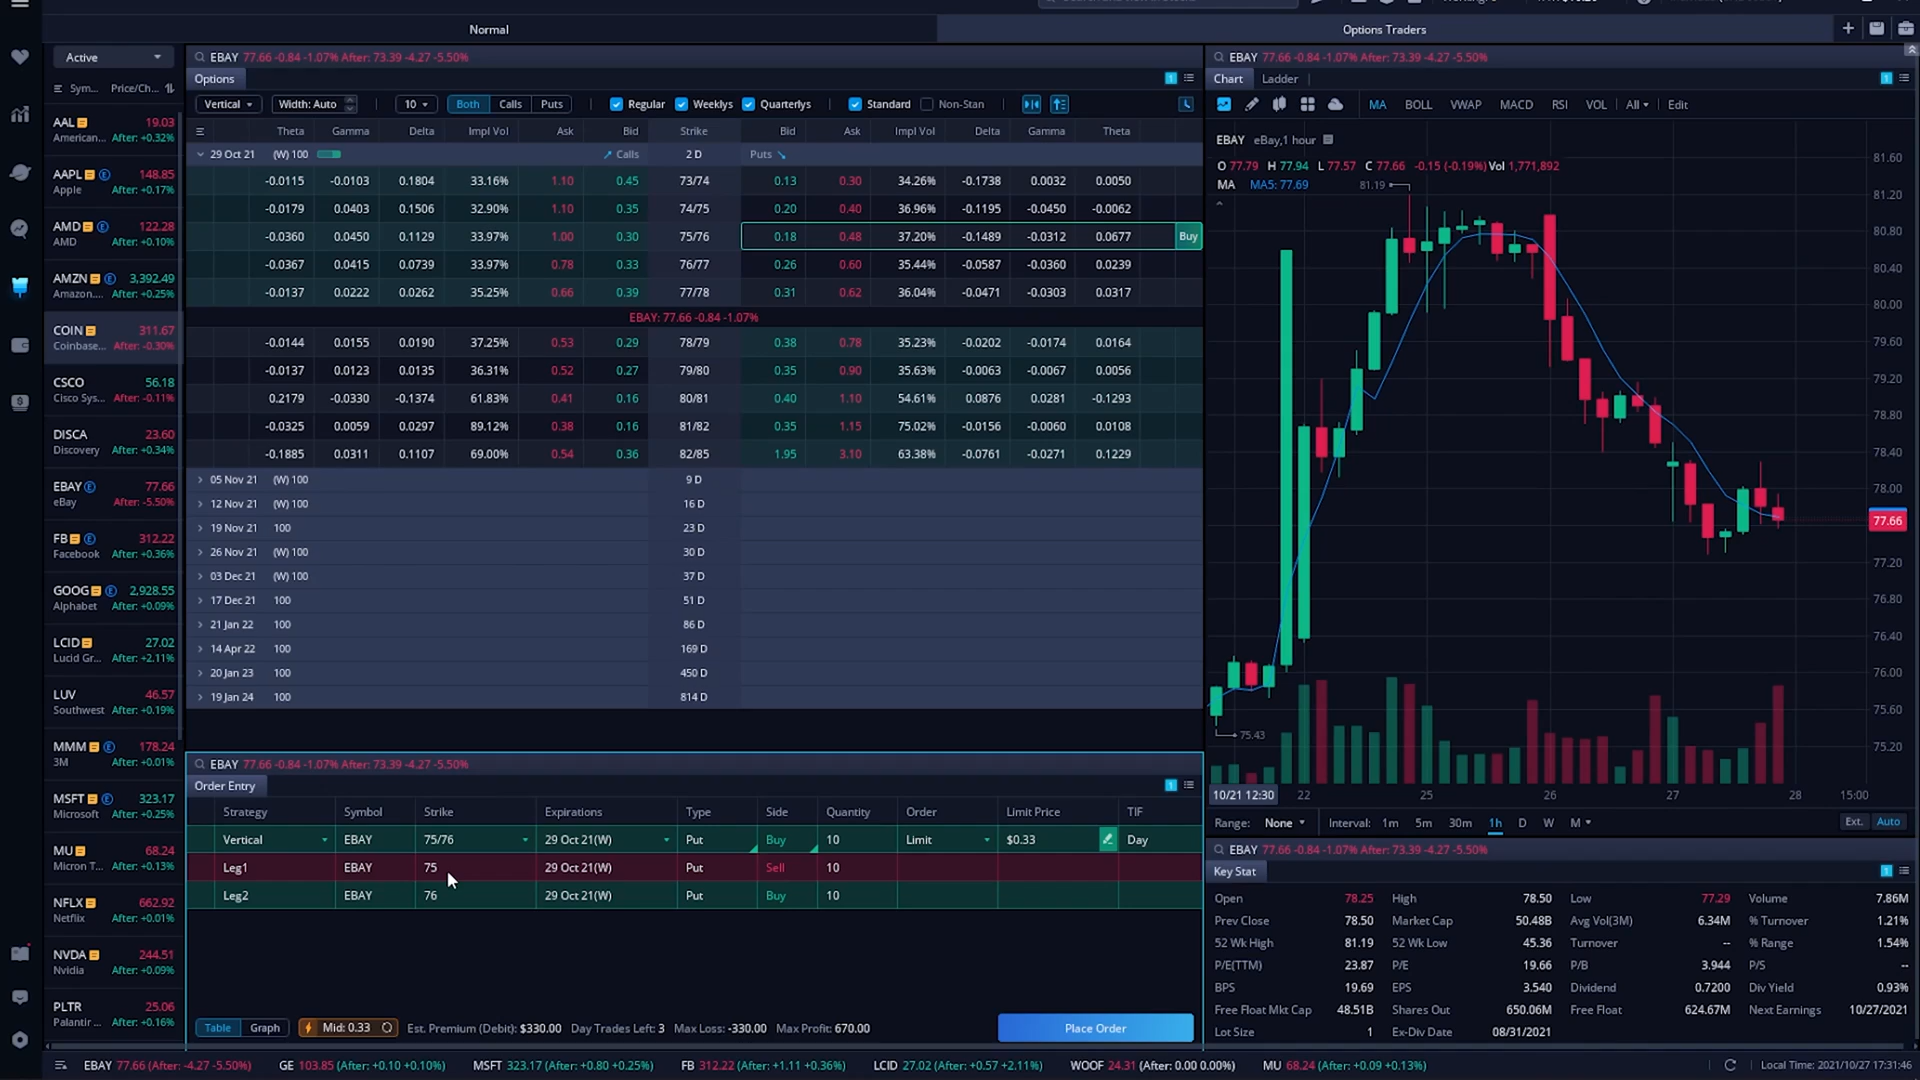 Normal
Options Traders
Active
Sym... Price/Ch...
AAL 19.03
American... After: +0.32%
AAPL E 148.85
Apple After: +0.17%
AMD E 122.28
AMD After: +0.10%
AMZN E 3,392.49
Amazon.... After: +0.25%
COIN 311.67
Coinbase... After: -0.30%
CSCO 56.18
Cisco Sys... After: -0.11%
DISCA 23.60
Discovery After: +0.34%
EBAY E 77.66
eBay After: -5.50%
FB E 312.22
Facebook After: +0.36%
GOOG E 2,928.55
Alphabet After: +0.09%
LCID 27.02
Lucid Gr... After: +2.11%
LUV 46.57
Southwest After: +0.19%
MMM E 178.24
3M After: +0.01%
MSFT E 323.17
Microsoft After: +0.25%
MU 68.24
Micron T... After: +0.13%
NFLX 662.92
Netflix After: +0.01%
NVDA 244.51
Nvidia After: +0.09%
PLTR 25.06
Palantir ... After: +0.16%
EBAY 77.66 -0.84 -1.07% After: 73.39 -4.27 -5.50%
Options 1
Vertical Width: Auto 10 Both Calls Puts Regular Weeklys Quarterlys Standard Non-Stan
Theta Gamma Delta Impl Vol Ask Bid Strike Bid Ask Impl Vol Delta Gamma Theta
29 Oct 21 (W) 100 Calls 2 D Puts
-0.0115 -0.0103 0.1804 33.16% 1.10 0.45 73/74 0.13 0.30 34.26% -0.1738 0.0032 0.0050
-0.0179 0.0403 0.1506 32.90% 1.10 0.35 74/75 0.20 0.40 36.96% -0.1195 -0.0450 -0.0062
-0.0360 0.0450 0.1129 33.97% 1.00 0.30 75/76 0.18 0.48 37.20% -0.1489 -0.0312 0.0677 Buy
-0.0367 0.0415 0.0739 33.97% 0.78 0.33 76/77 0.26 0.60 35.44% -0.0587 -0.0360 0.0239
-0.0137 0.0222 0.0262 35.25% 0.66 0.39 77/78 0.31 0.62 36.04% -0.0471 -0.0303 0.0317
EBAY: 77.66 -0.84 -1.07%
-0.0144 0.0155 0.0190 37.25% 0.53 0.29 78/79 0.38 0.78 35.23% -0.0202 -0.0174 0.0164
-0.0137 0.0123 0.0135 36.31% 0.52 0.27 79/80 0.35 0.90 35.63% -0.0063 -0.0067 0.0056
0.2179 -0.0330 -0.1374 61.83% 0.41 0.16 80/81 0.40 1.10 54.61% 0.0876 0.0281 -0.1293
-0.0325 0.0059 0.0297 89.12% 0.38 0.16 81/82 0.35 1.15 75.02% -0.0156 -0.0060 0.0108
-0.1885 0.0311 0.1107 69.00% 0.54 0.36 82/85 1.95 3.10 63.38% -0.0761 -0.0271 0.1229
05 Nov 21 (W) 100 9 D
12 Nov 21 (W) 100 16 D
19 Nov 21 100 23 D
26 Nov 21 (W) 100 30 D
03 Dec 21 (W) 100 37 D
17 Dec 21 100 51 D
21 Jan 22 100 86 D
14 Apr 22 100 169 D
20 Jan 23 100 450 D
19 Jan 24 100 814 D
EBAY 77.66 -0.84 -1.07% After: 73.39 -4.27 -5.50%
Order Entry 1
Strategy Symbol Strike Expirations Type Side Quantity Order Limit Price TIF
Vertical EBAY 75/76 29 Oct 21(W) Put Buy 10 Limit $0.33 Day
Leg1 EBAY 75 29 Oct 21(W) Put Sell 10
Leg2 EBAY 76 29 Oct 21(W) Put Buy 10
Table Graph Mid: 0.33 Est. Premium (Debit): $330.00 Day Trades Left: 3 Max Loss: -330.00 Max Profit: 670.00 Place Order
EBAY 77.66 -0.84 -1.07% After: 73.39 -4.27 -5.50%
Chart Ladder 1
MA BOLL VWAP MACD RSI VOL All Edit
EBAY eBay,1 hour
O 77.79 H 77.94 L 77.57 C 77.66 -0.15 (-0.19%) Vol 1,771,892
MA MA5: 77.69
81.19
75.43
81.60
81.20
80.80
80.40
80.00
79.60
79.20
78.80
78.40
78.00
77.66
77.20
76.80
76.40
76.00
75.60
75.20
10/21 12:30 22 25 26 27 28 15:00
Range: None Interval: 1m 5m 30m 1h D W M Ext. Auto
EBAY 77.66 -0.84 -1.07% After: 73.39 -4.27 -5.50%
Key Stat 1
Open 78.25 High 78.50 Low 77.29 Volume 7.86M
Prev Close 78.50 Market Cap 50.48B Avg Vol(3M) 6.34M % Turnover 1.21%
52 Wk High 81.19 52 Wk Low 45.36 Turnover -- % Range 1.54%
P/E(TTM) 23.87 P/E 19.66 P/B 3.944 P/S --
BPS 19.69 EPS 3.540 Dividend 0.7200 Div Yield 0.93%
Free Float Mkt Cap 48.51B Shares Out 650.06M Free Float 624.67M Next Earnings 10/27/2021
Lot Size 1 Ex-Div Date 08/31/2021
EBAY 77.66 (After: -4.27 -5.50%) GE 103.85 (After: +0.10 +0.10%) MSFT 323.17 (After: +0.80 +0.25%) FB 312.22 (After: +1.11 +0.36%) LCID 27.02 (After: +0.57 +2.11%) WOOF 24.31 (After: 0.00 0.00%) MU 68.24 (After: +0.09 +0.13%) Local Time: 2021/10/27 17:31:46